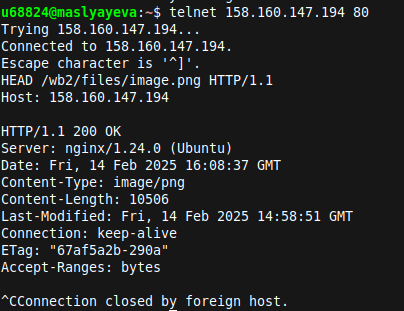 u68824@maslyayeva:~$ telnet 158.160.147.194 80
Trying 158.160.147.194...
Connected to 158.160.147.194.
Escape character is '^]'.
HEAD /wb2/files/image.png HTTP/1.1
Host: 158.160.147.194

HTTP/1.1 200 OK
Server: nginx/1.24.0 (Ubuntu)
Date: Fri, 14 Feb 2025 16:08:37 GMT
Content-Type: image/png
Content-Length: 10506
Last-Modified: Fri, 14 Feb 2025 14:58:51 GMT
Connection: keep-alive
ETag: "67af5a2b-290a"
Accept-Ranges: bytes

^CConnection closed by foreign host.